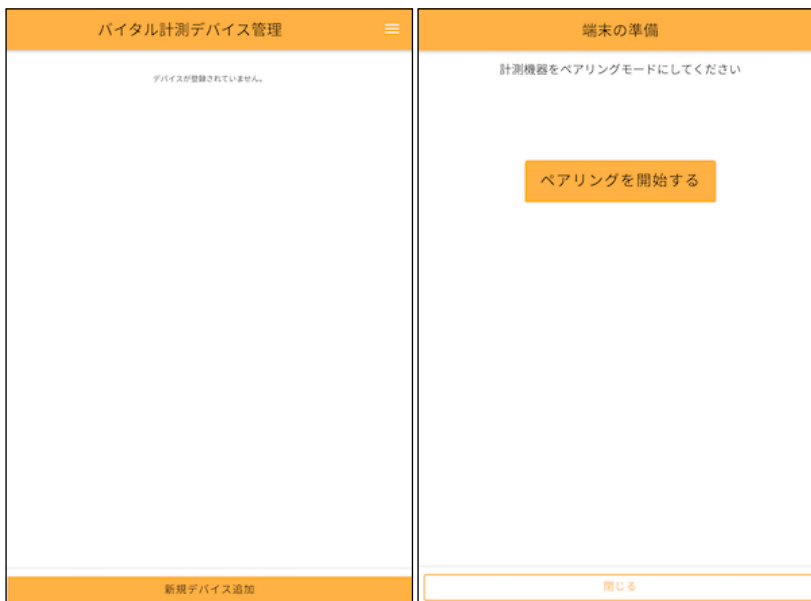 バイタル計測デバイス管理
デバイスが登録されていません。
新規デバイス追加
端末の準備
計測機器をペアリングモードにしてください
ペアリングを開始する
閉じる